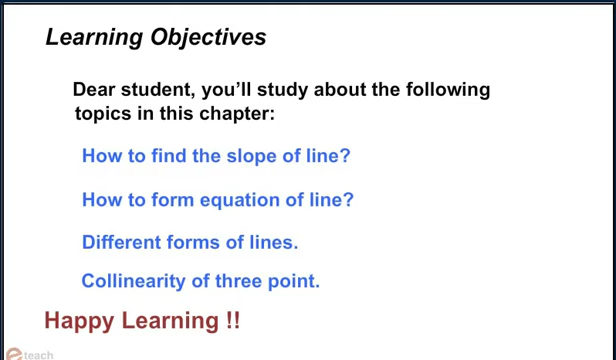 Learning Objectives
Dear student, you'll study about the following
topics in this chapter:
How to find the slope of line?
How to form equation of line?
Different forms of lines.
Collinearity of three point.
Happy Learning !!
e teach